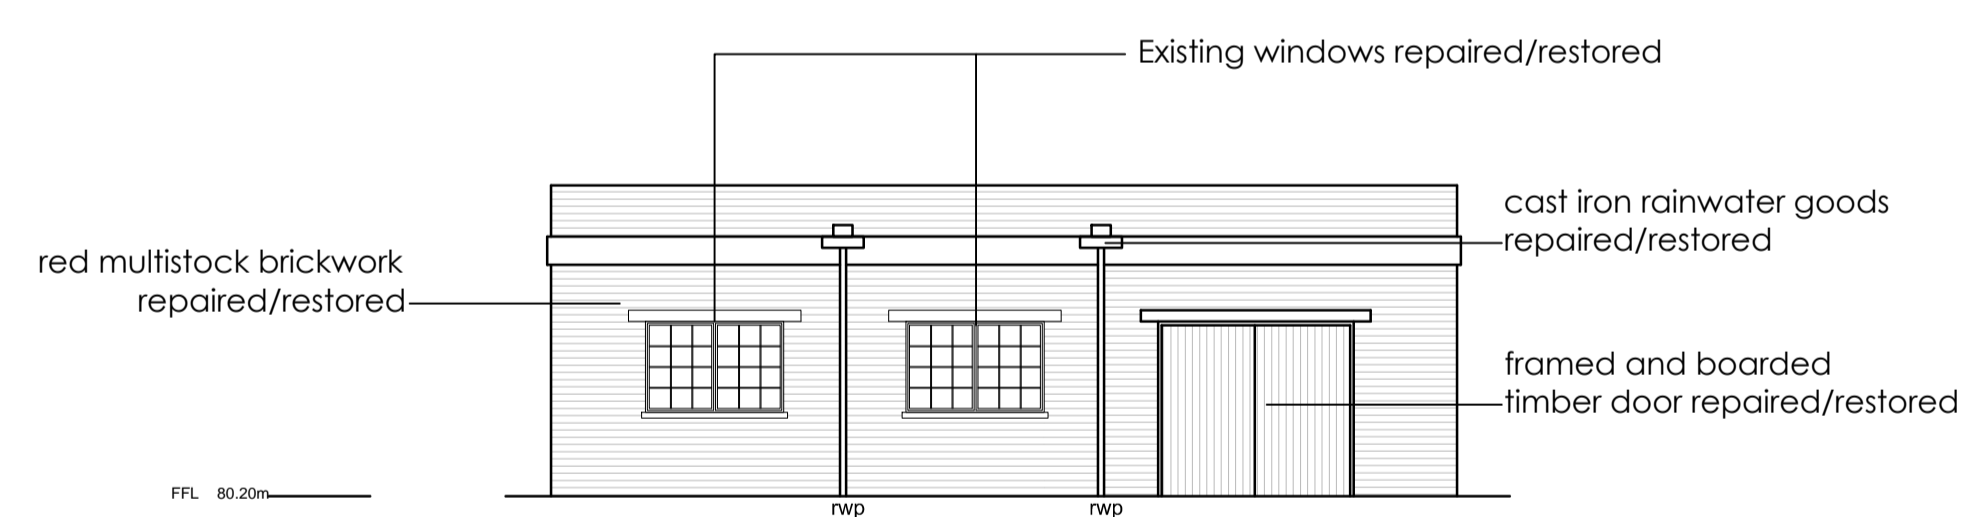 Existing windows repaired/restored
cast iron rainwater goods
repaired/restored
red multistock brickwork
repaired/restored
framed and boarded
timber door repaired/restored
FFL 80.20m
rwp
rwp